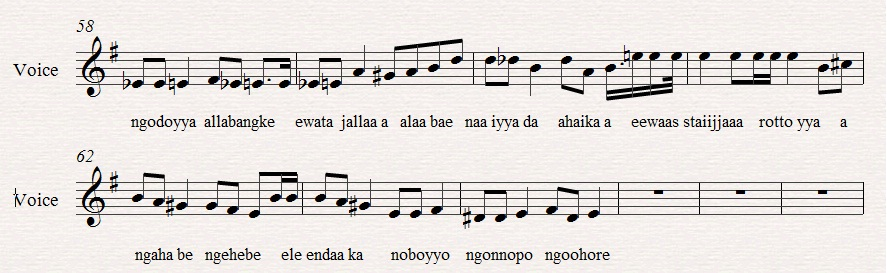 58
Voice
ngodoyya allabangke ewata jallaa a alaa bae naa iyya da ahaika a eewaas staiijjaaa rotto yya a
62
Voice
ngaha be ngehebe ele endaa ka noboyyo ngonnopo ngoohore